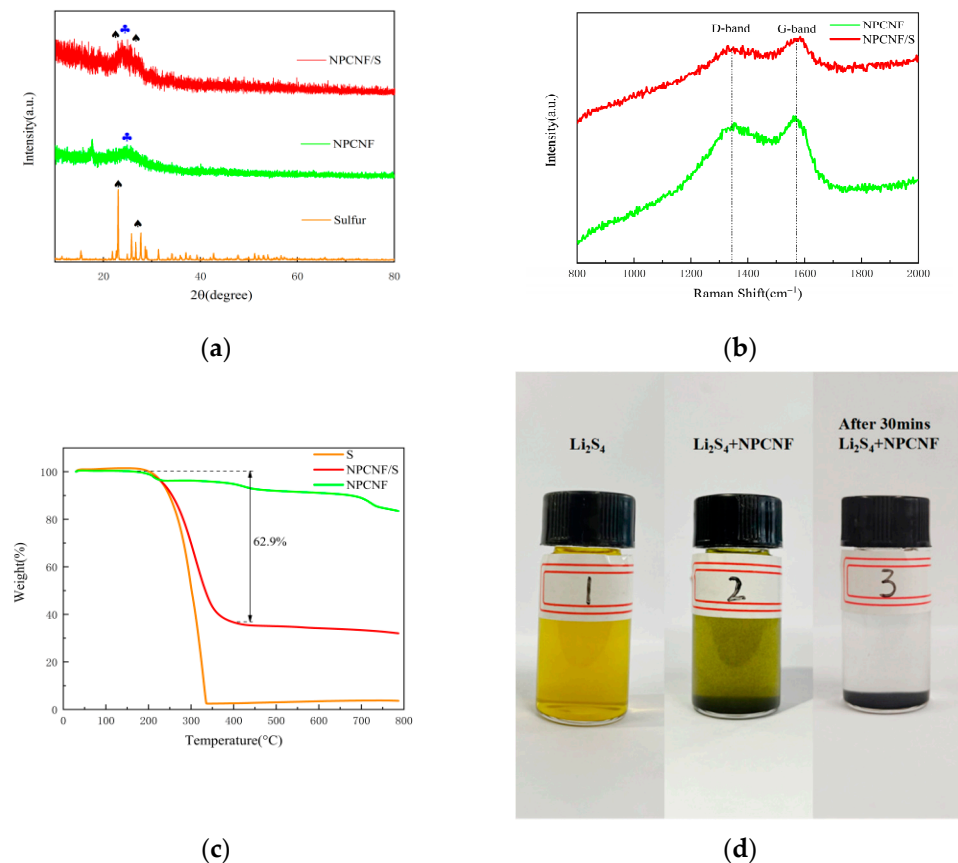 NPCNF/S
NPCNF
Sulfur
Intensity(a.u.)
20
40
60
80
2θ(degree)
(a)
D-band
G-band
NPCNF
NPCNF/S
Intensity(a.u.)
800
1000
1200
1400
1600
1800
2000
Raman Shift(cm⁻¹)
(b)
S
NPCNF/S
NPCNF
62.9%
Weight(%)
100
80
60
40
20
0
0
100
200
300
400
500
600
700
800
Temperature(°C)
(c)
Li₂S₄
Li₂S₄+NPCNF
After 30mins
Li₂S₄+NPCNF
1
2
3
(d)